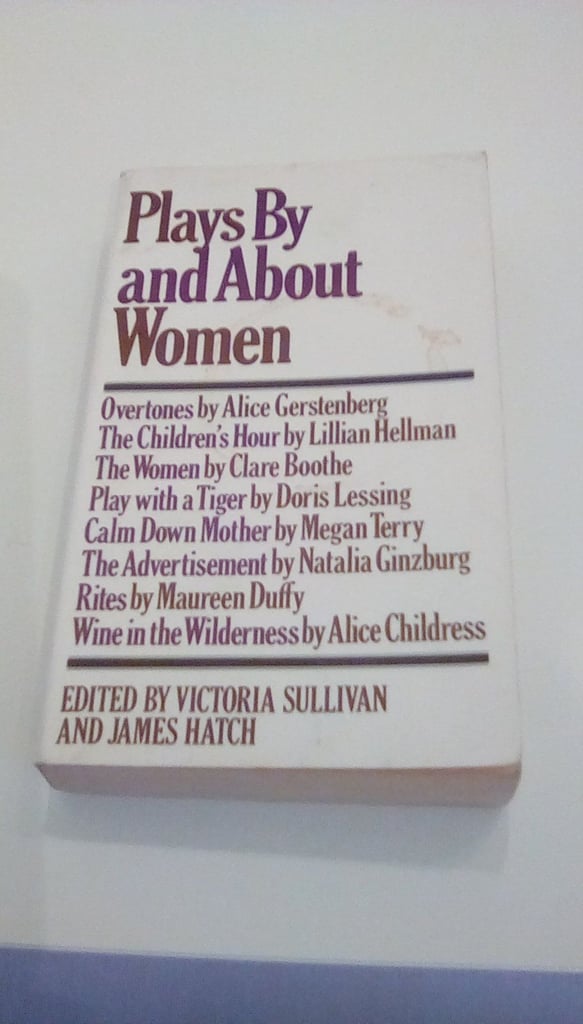 Plays By
and About
Women
Overtones by Alice Gerstenberg
The Children's Hour by Lillian Hellman
The Women by Clare Boothe
Play with a Tiger by Doris Lessing
Calm Down Mother by Megan Terry
The Advertisement by Natalia Ginzburg
Rites by Maureen Duffy
Wine in the Wilderness by Alice Childress
EDITED BY VICTORIA SULLIVAN
AND JAMES HATCH